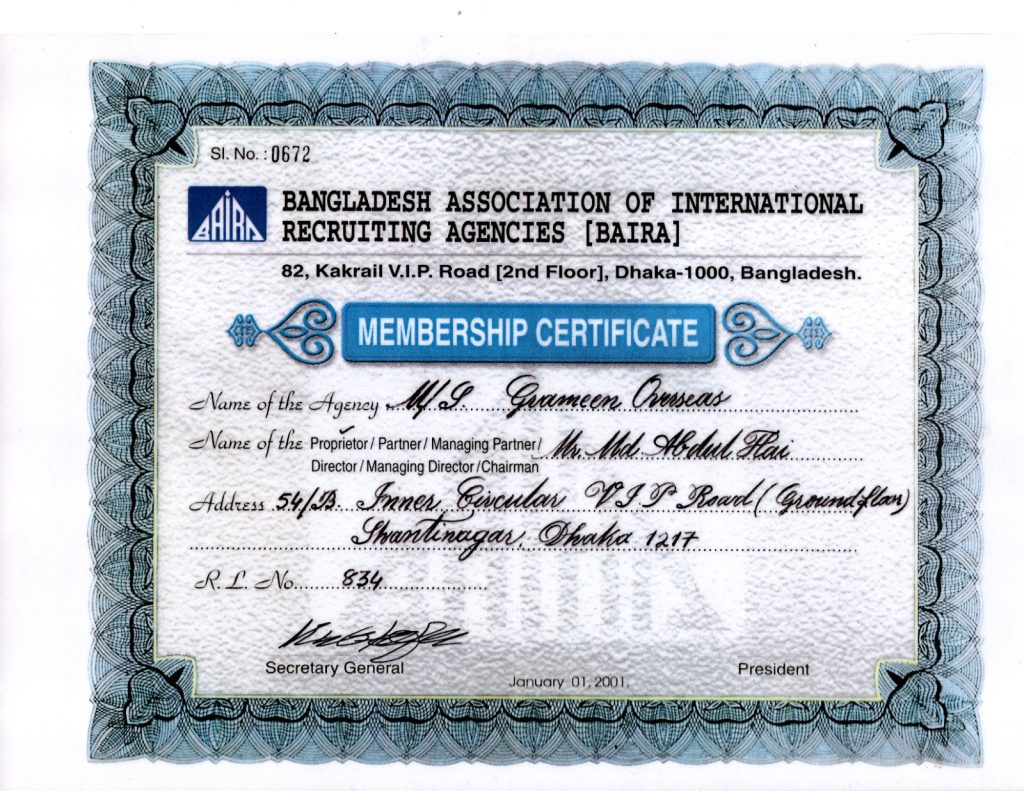 Sl. No. : 0672
BAIRA
BANGLADESH ASSOCIATION OF INTERNATIONAL
RECRUITING AGENCIES [BAIRA]
82, Kakrail V.I.P. Road [2nd Floor], Dhaka-1000, Bangladesh.
MEMBERSHIP CERTIFICATE
Name of the Agency M/S. Grameen Overseas
Name of the Proprietor / Partner / Managing Partner / Mr. Md Abdul Hai
Director / Managing Director / Chairman
Address 54/B. Inner Circular V.I.P Road (Ground floor)
Shantinagar, Dhaka 1217
R. L. No. 834
Secretary General
President
January 01, 2001.